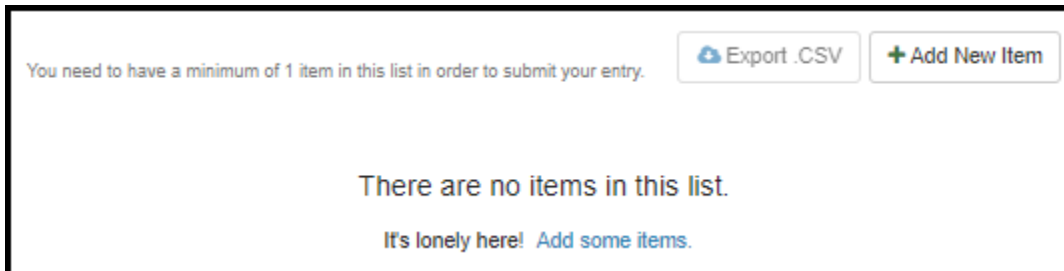 You need to have a minimum of 1 item in this list in order to submit your entry.
Export .CSV
Add New Item
There are no items in this list.
It's lonely here! Add some items.